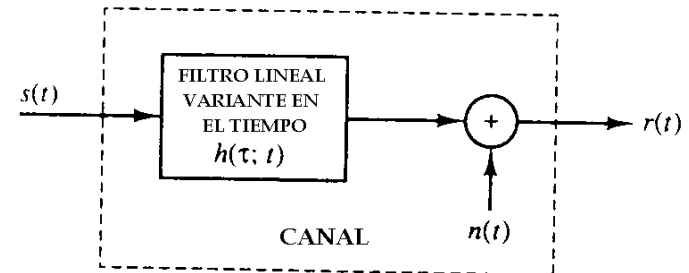 s(t)
FILTRO LINEAL
VARIANTE EN
EL TIEMPO
h(τ; t)
+
r(t)
n(t)
CANAL